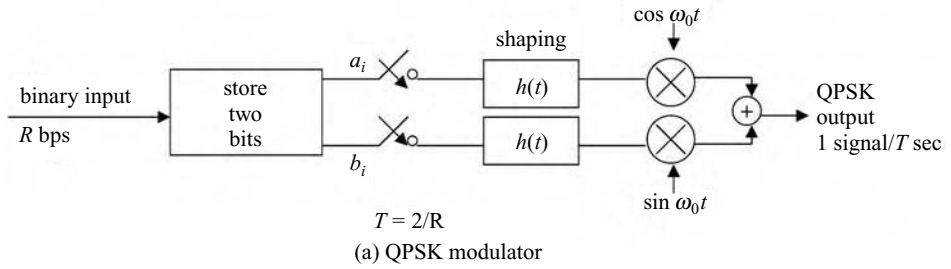 cos ω₀t
shaping
aᵢ
h(t)
binary input
R bps
store
two
bits
+
QPSK
output
1 signal/T sec
bᵢ
h(t)
sin ω₀t
T = 2/R
(a) QPSK modulator